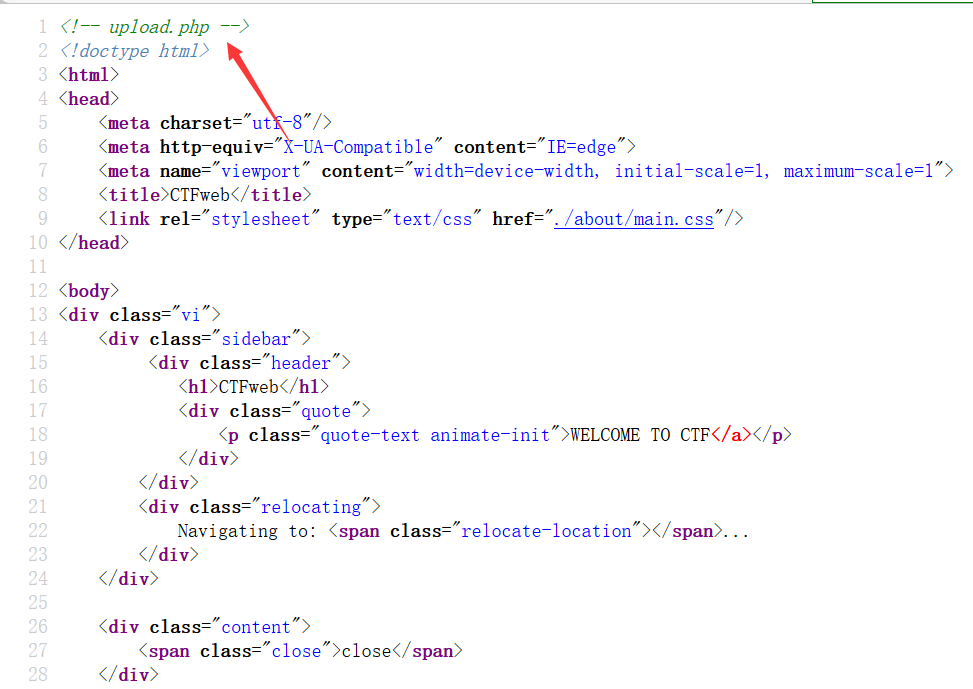 1 <!-- upload.php -->
2 <!doctype html>
3 <html>
4 <head>
5 <meta charset="utf-8"/>
6 <meta http-equiv="X-UA-Compatible" content="IE=edge">
7 <meta name="viewport" content="width=device-width, initial-scale=1, maximum-scale=1">
8 <title>CTFweb</title>
9 <link rel="stylesheet" type="text/css" href="./about/main.css"/>
10 </head>
11
12 <body>
13 <div class="vi">
14 <div class="sidebar">
15 <div class="header">
16 <h1>CTFweb</h1>
17 <div class="quote">
18 <p class="quote-text animate-init">WELCOME TO CTF</a></p>
19 </div>
20 </div>
21 <div class="relocating">
22 Navigating to: <span class="relocate-location"></span>...
23 </div>
24 </div>
25
26 <div class="content">
27 <span class="close">close</span>
28 </div>